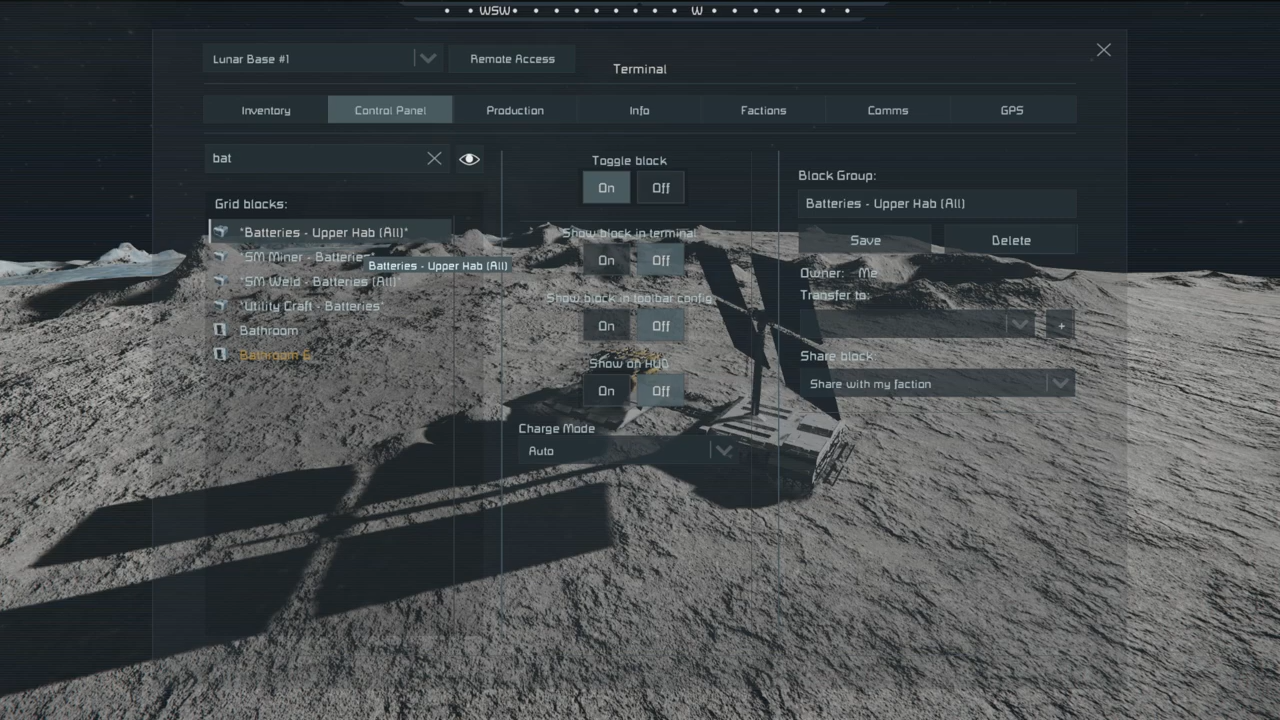 WSW W
Lunar Base #1
Remote Access
Terminal
Inventory
Control Panel
Production
Info
Factions
Comms
GPS
bat
Grid blocks:
*Batteries - Upper Hab (All)*
*SM Miner - Batterie
Batteries - Upper Hab (All)
*SM Weld - Batteries (All)*
*Utility Craft - Batteries*
Bathroom
Bathroom
Toggle block
On Off
Show block in terminal
On Off
Show block in toolbar config
On Off
Show on HUD
On Off
Charge Mode
Auto
Block Group:
Batteries - Upper Hab (All)
Save Delete
Owner: Me
Transfer to:
+
Share block:
Share with my faction